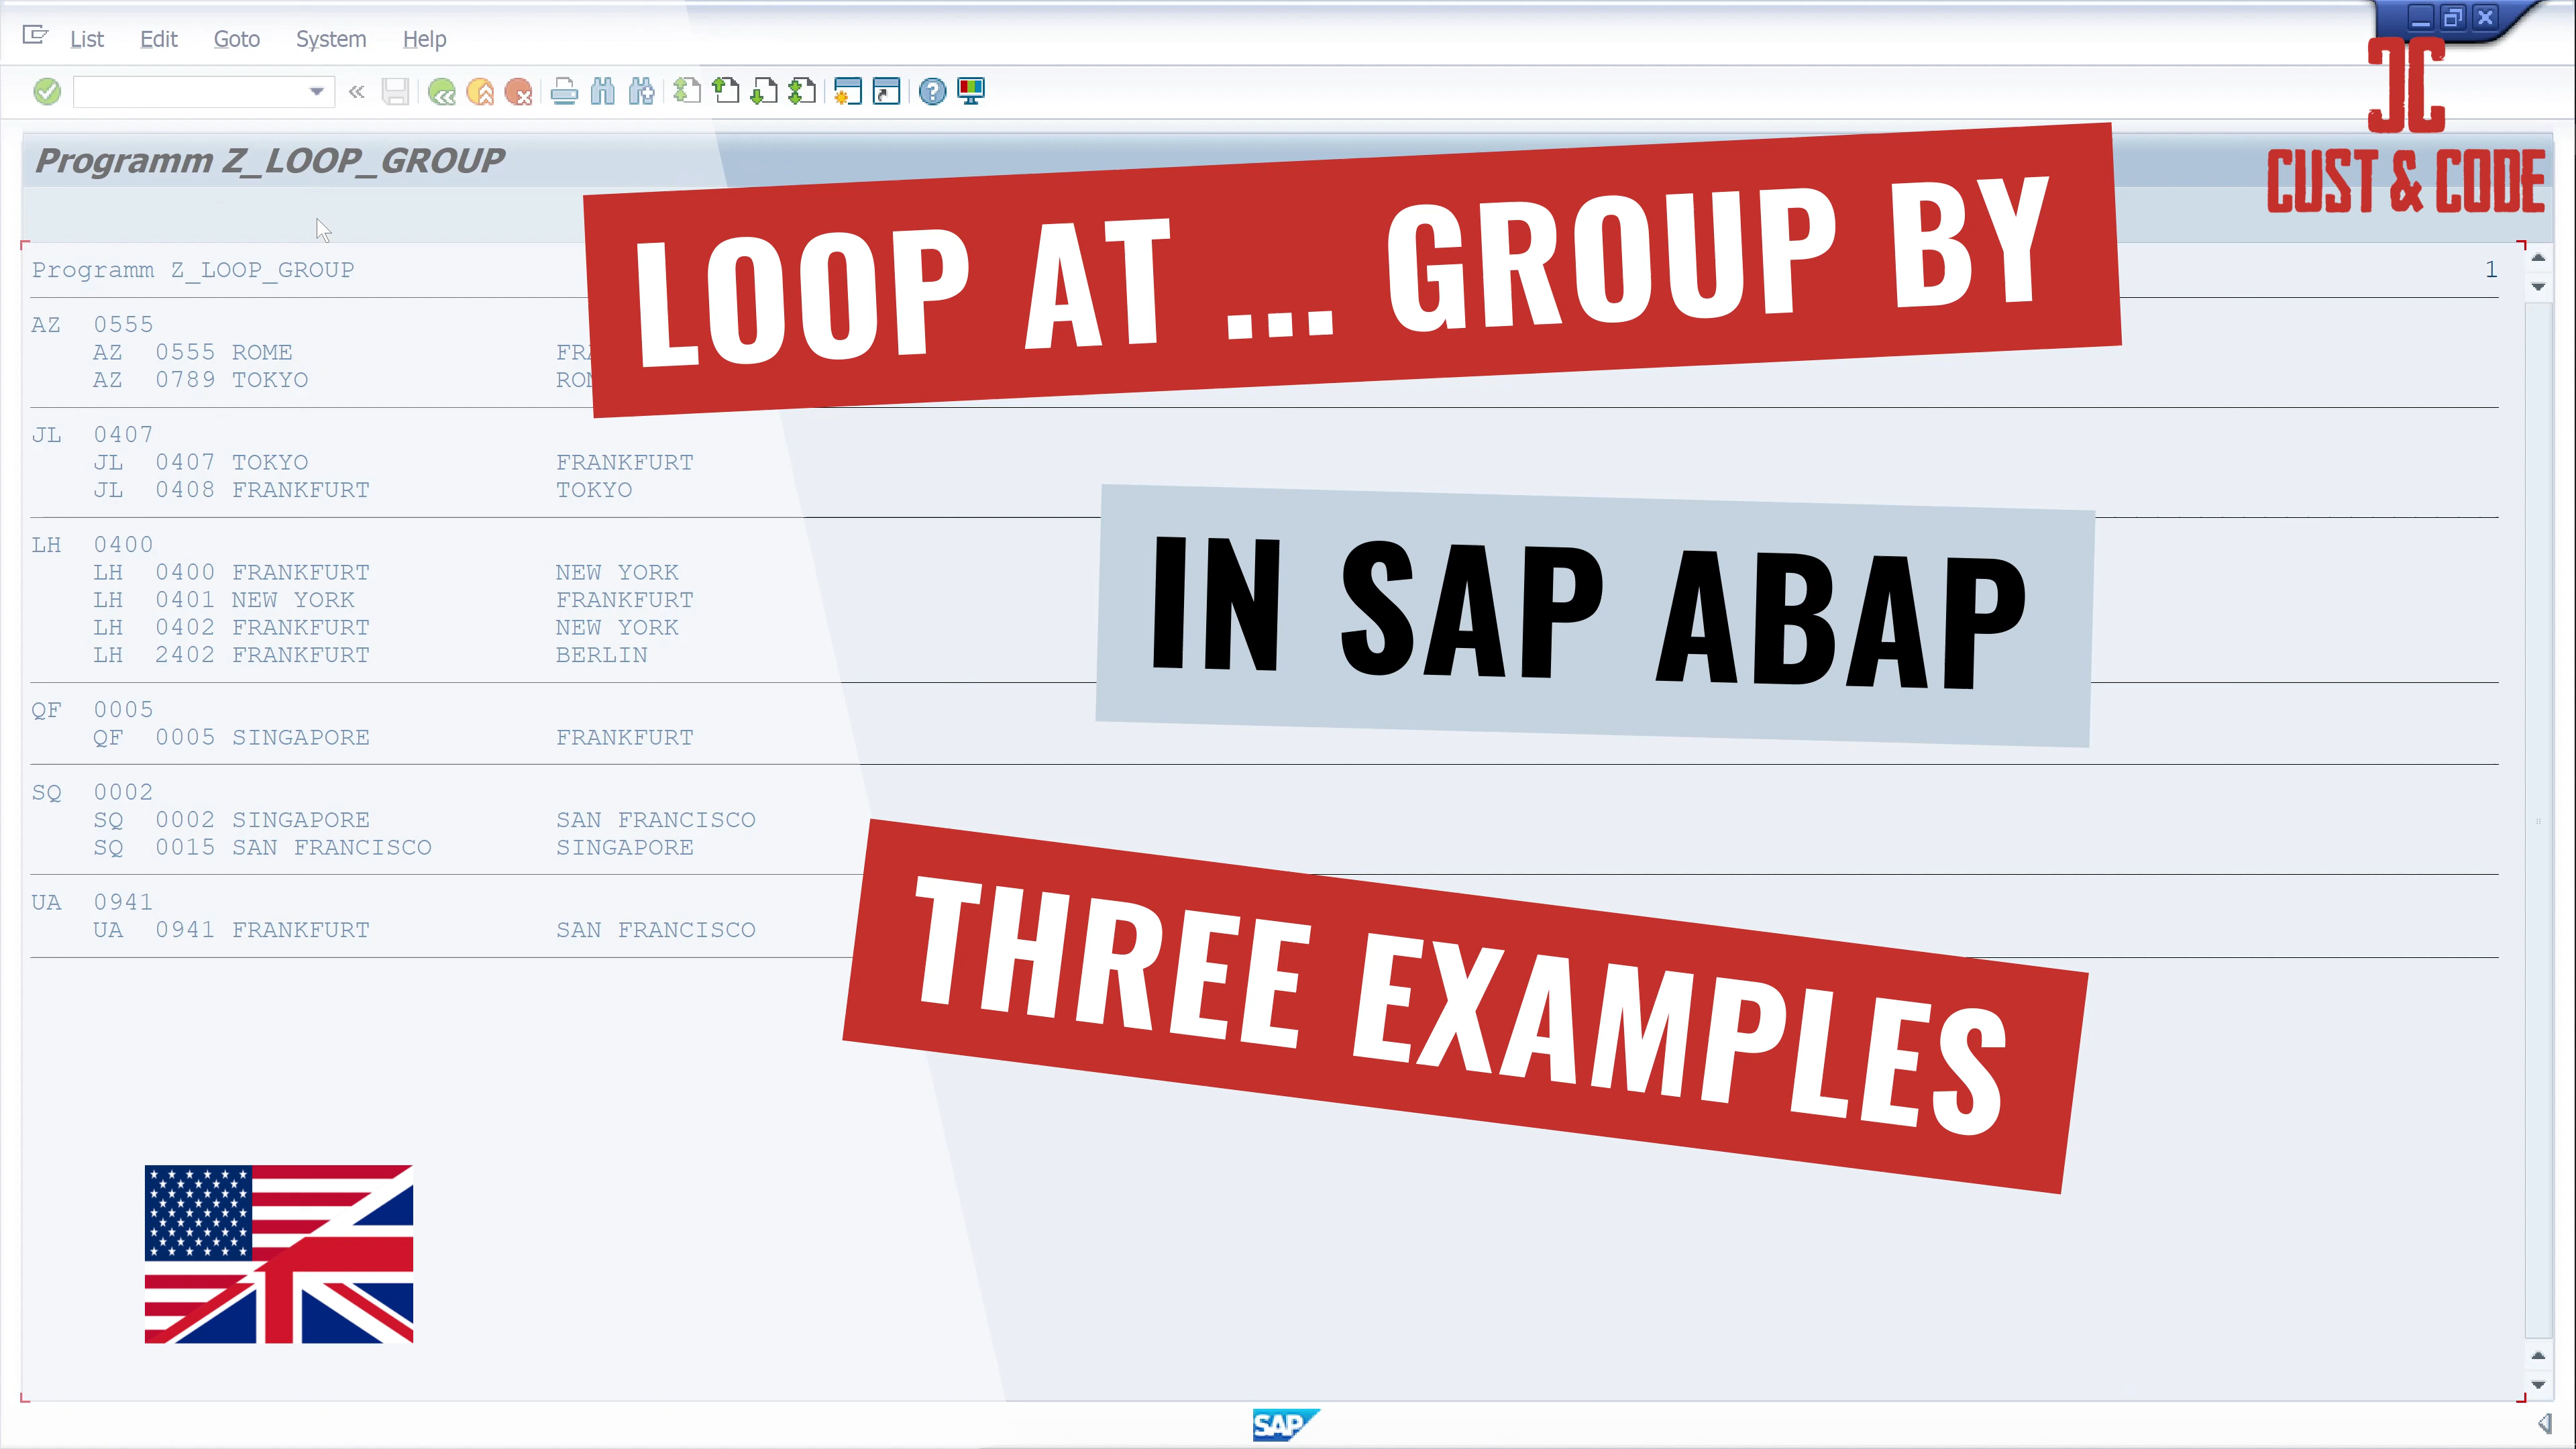 List Edit Goto System Help
Programm Z_LOOP_GROUP
CUST & CODE
LOOP AT ... GROUP BY
Programm Z_LOOP_GROUP 1
AZ 0555
AZ 0555 ROME
AZ 0789 TOKYO
JL 0407
JL 0407 TOKYO FRANKFURT
JL 0408 FRANKFURT TOKYO
IN SAP ABAP
LH 0400
LH 0400 FRANKFURT NEW YORK
LH 0401 NEW YORK FRANKFURT
LH 0402 FRANKFURT NEW YORK
LH 2402 FRANKFURT BERLIN
QF 0005
QF 0005 SINGAPORE FRANKFURT
SQ 0002
SQ 0002 SINGAPORE SAN FRANCISCO
SQ 0015 SAN FRANCISCO SINGAPORE
UA 0941
UA 0941 FRANKFURT SAN FRANCISCO
THREE EXAMPLES
SAP